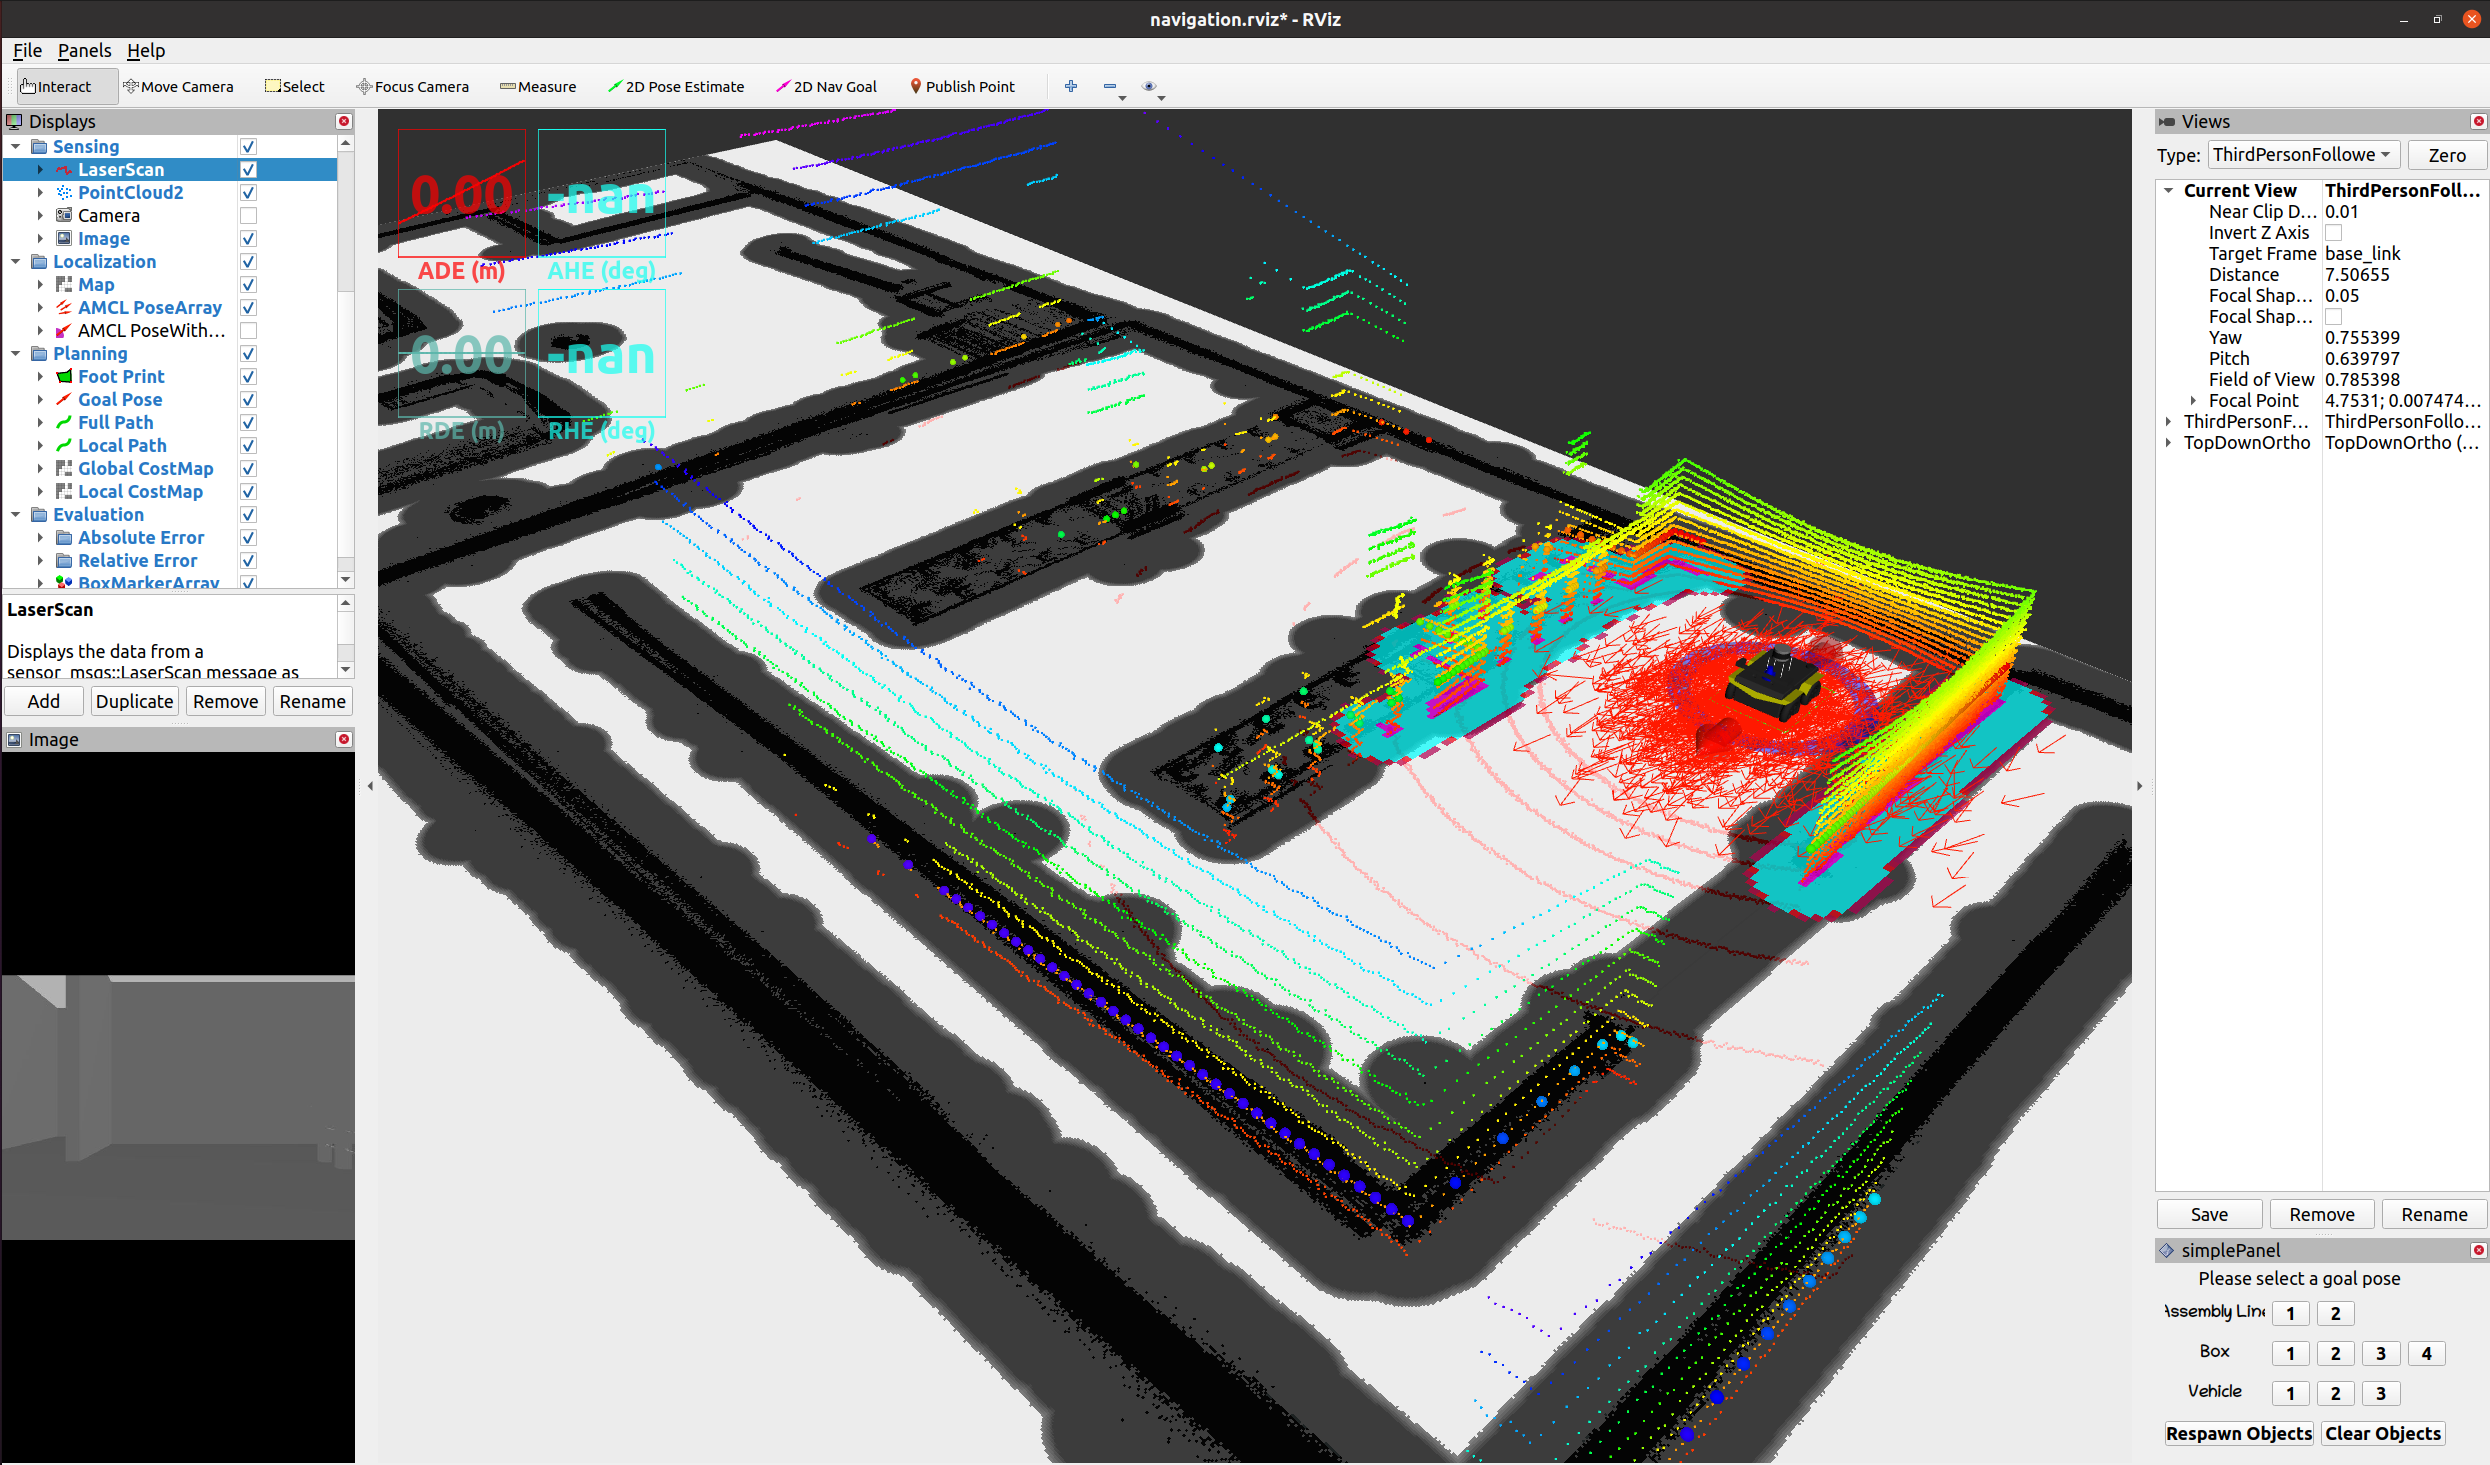 navigation.rviz* - RViz
File Panels Help
Interact Move Camera Select Focus Camera Measure 2D Pose Estimate 2D Nav Goal Publish Point
Displays
Sensing
LaserScan
PointCloud2
Camera
Image
Localization
Map
AMCL PoseArray
AMCL PoseWith...
Planning
Foot Print
Goal Pose
Full Path
Local Path
Global CostMap
Local CostMap
Evaluation
Absolute Error
Relative Error
BoxMarkerArray
LaserScan
Displays the data from a
sensor_msgs::LaserScan message as
Add Duplicate Remove Rename
Image
0.00 -nan
ADE (m) AHE (deg)
0.00 -nan
RDE (m) RHE (deg)
Views
Type: ThirdPersonFollowe Zero
Current View ThirdPersonFoll...
Near Clip D... 0.01
Invert Z Axis
Target Frame base_link
Distance 7.50655
Focal Shap... 0.05
Focal Shap...
Yaw 0.755399
Pitch 0.639797
Field of View 0.785398
Focal Point 4.7531; 0.007474...
ThirdPersonF... ThirdPersonFollo...
TopDownOrtho TopDownOrtho (...
Save Remove Rename
simplePanel
Please select a goal pose
Assembly Line 1 2
Box 1 2 3 4
Vehicle 1 2 3
Respawn Objects Clear Objects